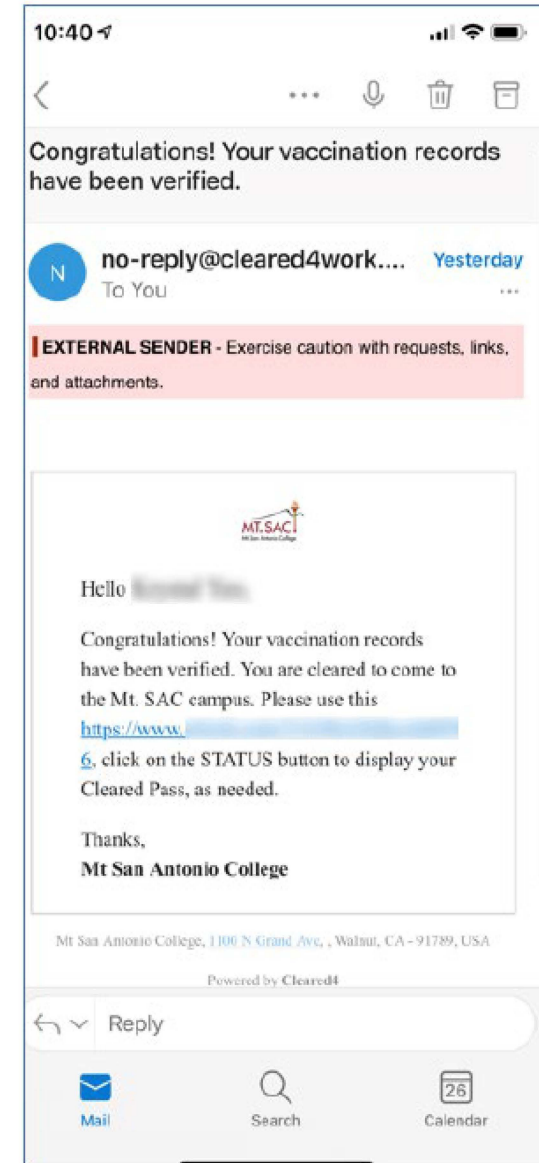 10:40
Congratulations! Your vaccination records
have been verified.
N
no-reply@cleared4work....
Yesterday
To You
EXTERNAL SENDER - Exercise caution with requests, links,
and attachments.
MT.SAC
Mt San Antonio College
Hello
Congratulations! Your vaccination records
have been verified. You are cleared to come to
the Mt. SAC campus. Please use this
https://www.
6, click on the STATUS button to display your
Cleared Pass, as needed.
Thanks,
Mt San Antonio College
Mt San Antonio College, 1100 N Grand Ave, , Walnut, CA - 91789, USA
Powered by Cleared4
Reply
26
Mail
Search
Calendar